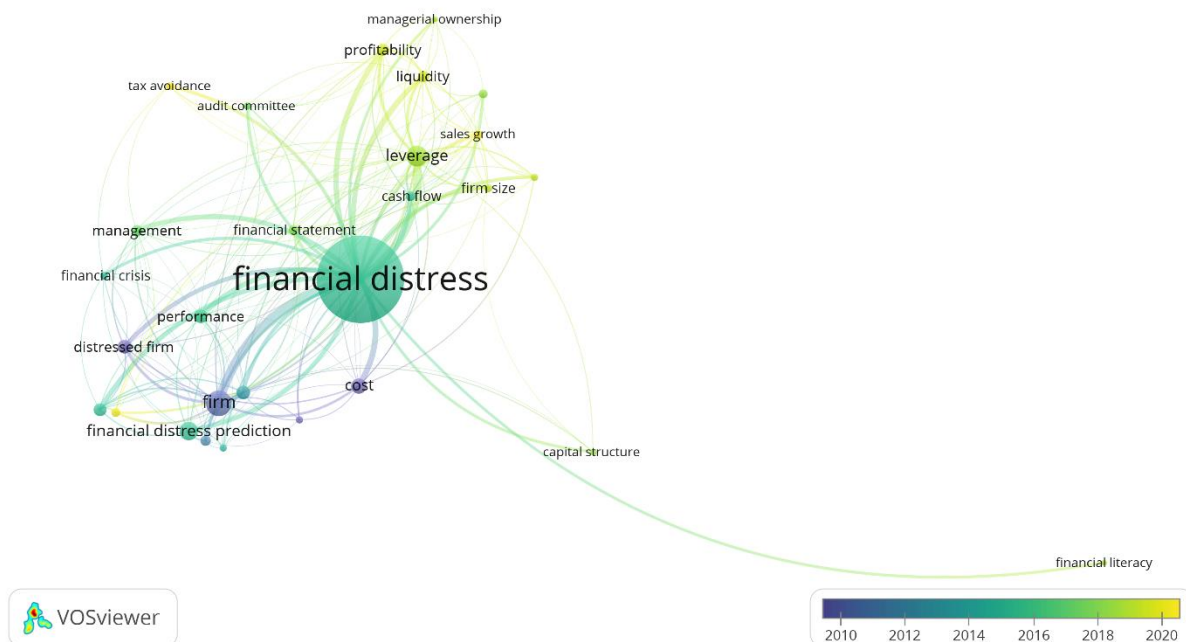 managerial ownership
profitability
liquidity
tax avoidance
audit committee
sales growth
leverage
firm size
cash flow
management
financial statement
financial crisis
financial distress
performance
distressed firm
cost
firm
financial distress prediction
capital structure
financial literacy
VOSviewer
2010 2012 2014 2016 2018 2020